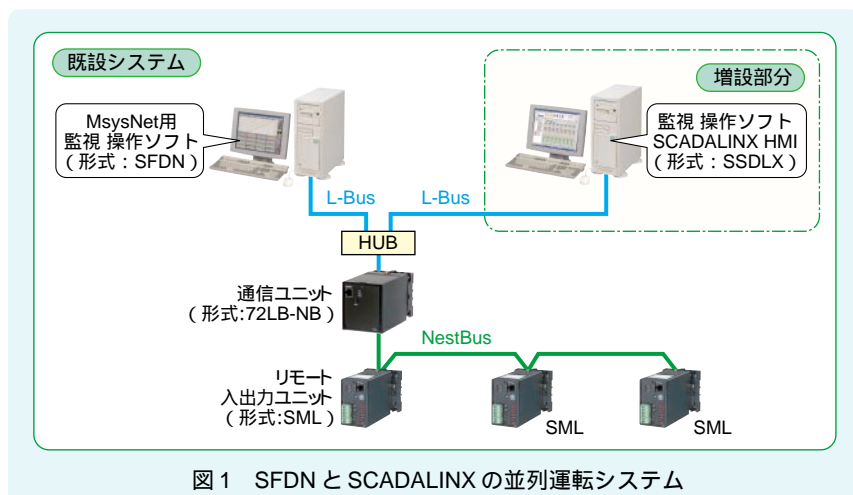 既設システム
増設部分
MsysNet用
監視 操作ソフト
(形式：SFDN)
監視 操作ソフト
SCADALINX HMI
(形式：SSDLX)
L-Bus
L-Bus
HUB
通信ユニット
(形式:72LB-NB)
NestBus
リモート
入出力ユニット
(形式:SML)
SML
SML
図1　SFDN と SCADALINX の並列運転システム